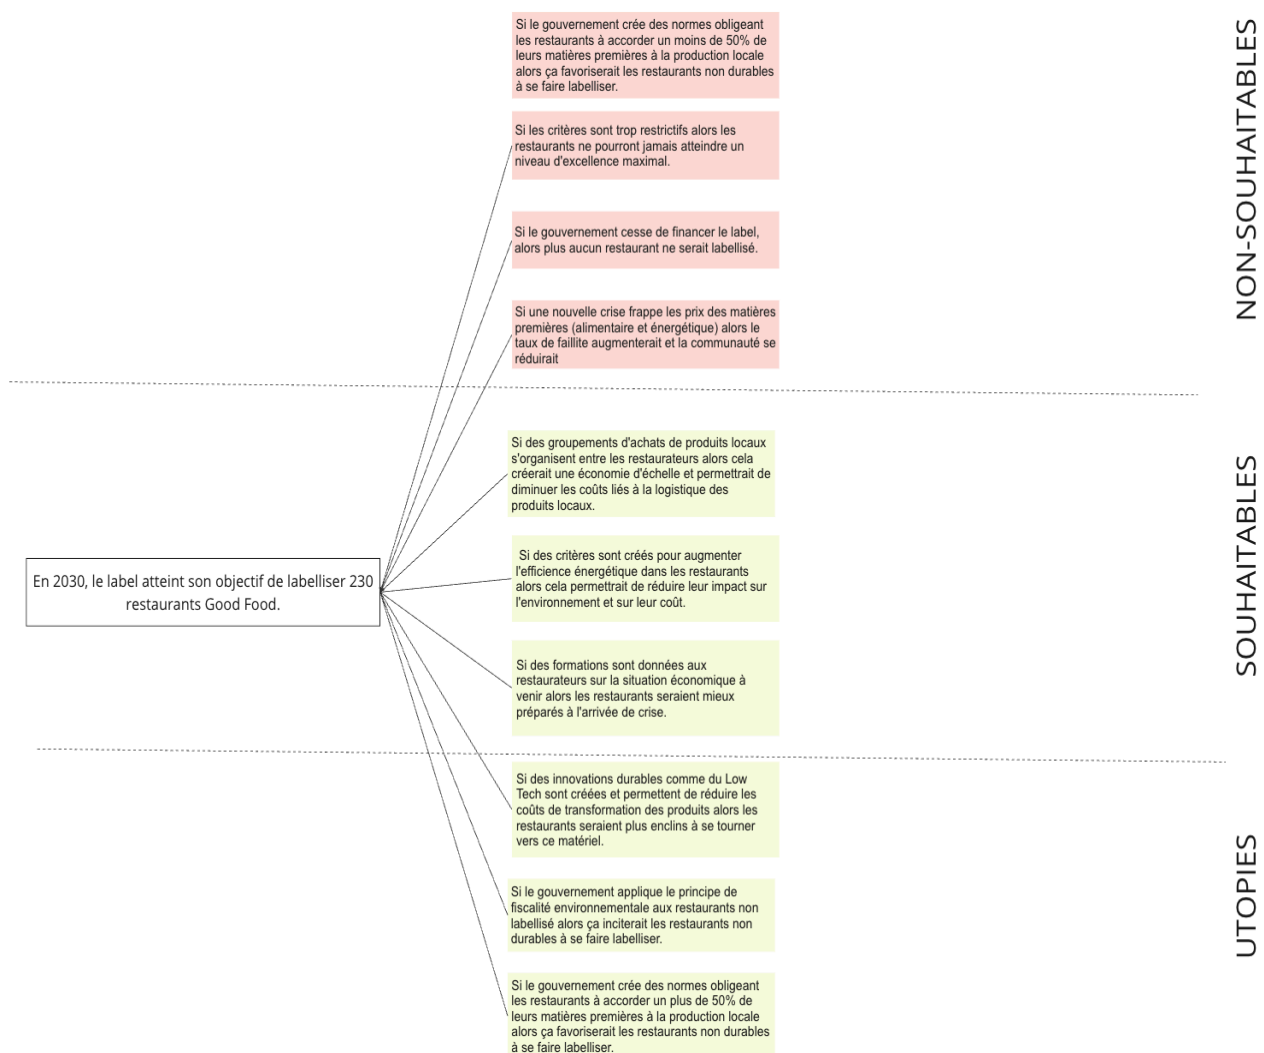 Si le gouvernement crée des normes obligeant
les restaurants à accorder un moins de 50% de
leurs matières premières à la production locale
alors ça favoriserait les restaurants non durables
à se faire labelliser.
Si les critères sont trop restrictifs alors les
restaurants ne pourront jamais atteindre un
niveau d'excellence maximal.
Si le gouvernement cesse de financer le label,
alors plus aucun restaurant ne serait labellisé.
Si une nouvelle crise frappe les prix des matières
premières (alimentaire et énergétique) alors le
taux de faillite augmenterait et la communauté se
réduirait
NON-SOUHAITABLES
Si des groupements d'achats de produits locaux
s'organisent entre les restaurateurs alors cela
créerait une économie d'échelle et permettrait de
diminuer les coûts liés à la logistique des
produits locaux.
Si des critères sont créés pour augmenter
l'efficience énergétique dans les restaurants
alors cela permettrait de réduire leur impact sur
l'environnement et sur leur coût.
En 2030, le label atteint son objectif de labelliser 230
restaurants Good Food.
Si des formations sont données aux
restaurateurs sur la situation économique à
venir alors les restaurants seraient mieux
préparés à l'arrivée de crise.
SOUHAITABLES
Si des innovations durables comme du Low
Tech sont créées et permettent de réduire les
coûts de transformation des produits alors les
restaurants seraient plus enclins à se tourner
vers ce matériel.
Si le gouvernement applique le principe de
fiscalité environnementale aux restaurants non
labellisé alors ça inciterait les restaurants non
durables à se faire labelliser.
Si le gouvernement crée des normes obligeant
les restaurants à accorder un plus de 50% de
leurs matières premières à la production locale
alors ça favoriserait les restaurants non durables
à se faire labelliser.
UTOPIES